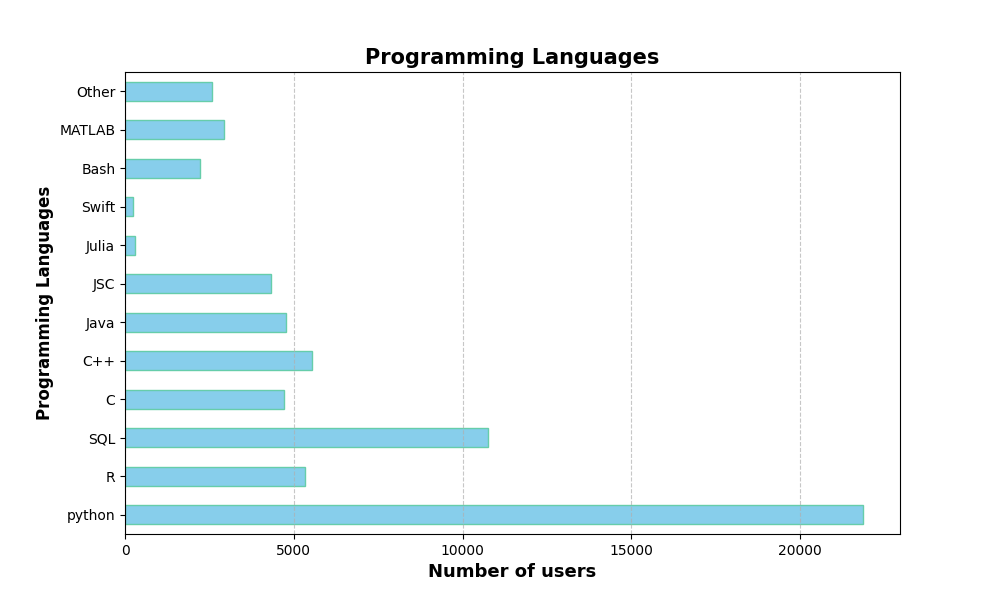 Programming Languages
Programming Languages
Other
MATLAB
Bash
Swift
Julia
JSC
Java
C++
C
SQL
R
python
0 5000 10000 15000 20000
Number of users